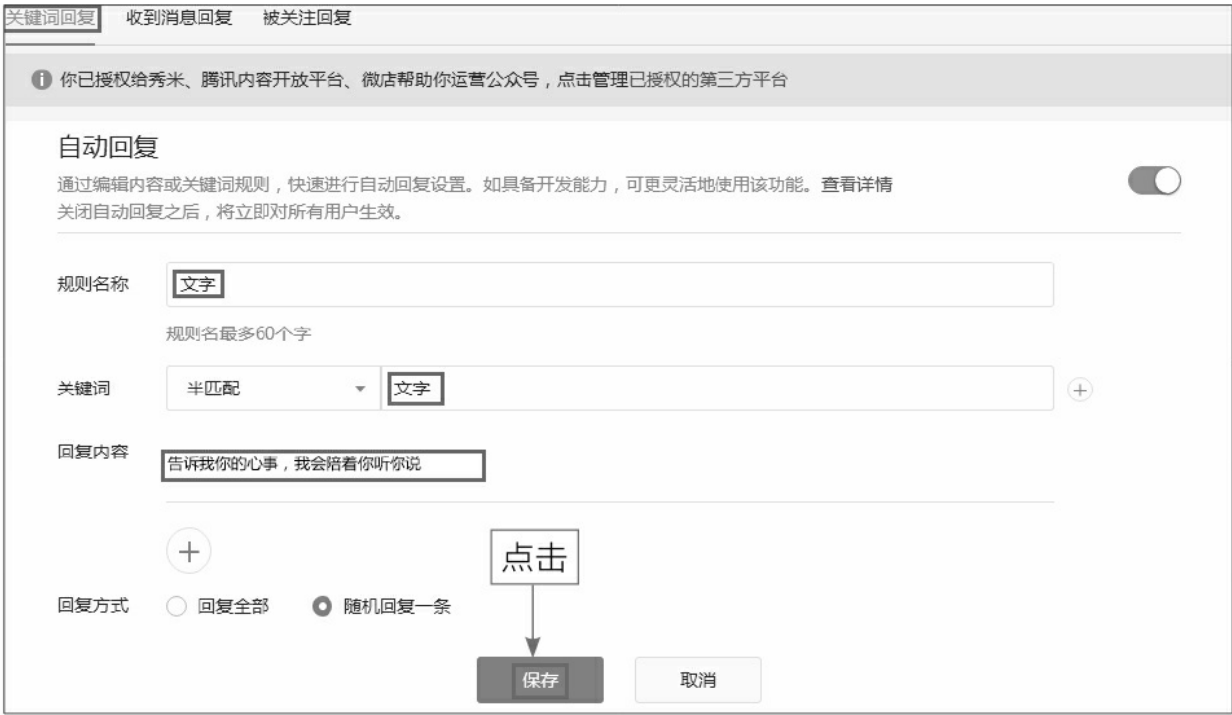 关键词回复 收到消息回复 被关注回复
你已授权给秀米、腾讯内容开放平台、微店帮助你运营公众号，点击管理已授权的第三方平台
自动回复
通过编辑内容或关键词规则，快速进行自动回复设置。如具备开发能力，可更灵活地使用该功能。查看详情
关闭自动回复之后，将立即对所有用户生效。
规则名称 文字
规则名最多60个字
关键词 半匹配 文字
回复内容 告诉我你的心事，我会陪着你听你说
点击
回复方式 回复全部 随机回复一条
保存 取消